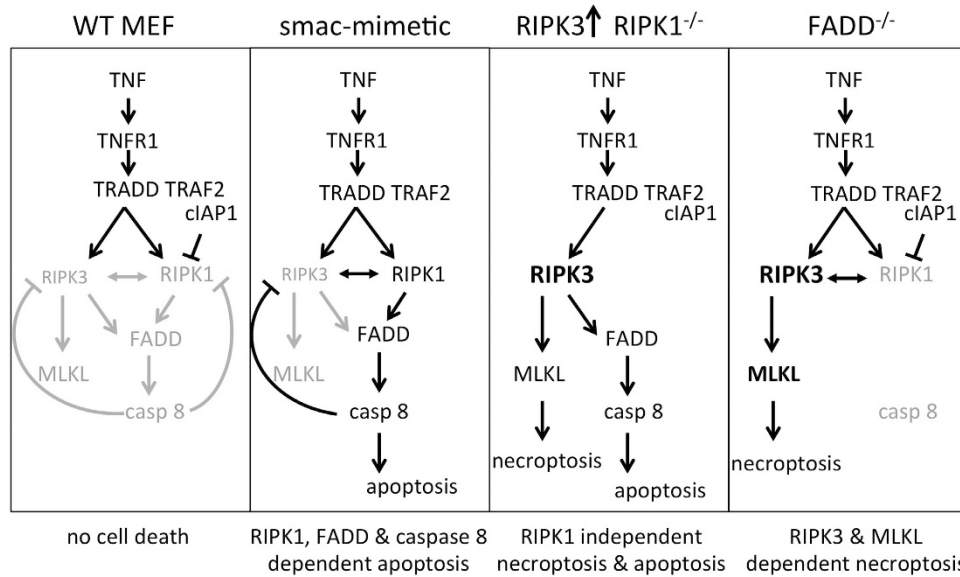 WT MEF
TNF
TNFR1
TRADD TRAF2
cIAP1
RIPK3
RIPK1
FADD
MLKL
casp 8
no cell death
smac-mimetic
TNF
TNFR1
TRADD TRAF2
RIPK3
RIPK1
FADD
MLKL
casp 8
apoptosis
RIPK1, FADD & caspase 8
dependent apoptosis
RIPK3 RIPK1-/-
TNF
TNFR1
TRADD TRAF2
cIAP1
RIPK3
FADD
MLKL
casp 8
necroptosis
apoptosis
RIPK1 independent
necroptosis & apoptosis
FADD-/-
TNF
TNFR1
TRADD TRAF2
cIAP1
RIPK3
RIPK1
MLKL
casp 8
necroptosis
RIPK3 & MLKL
dependent necroptosis